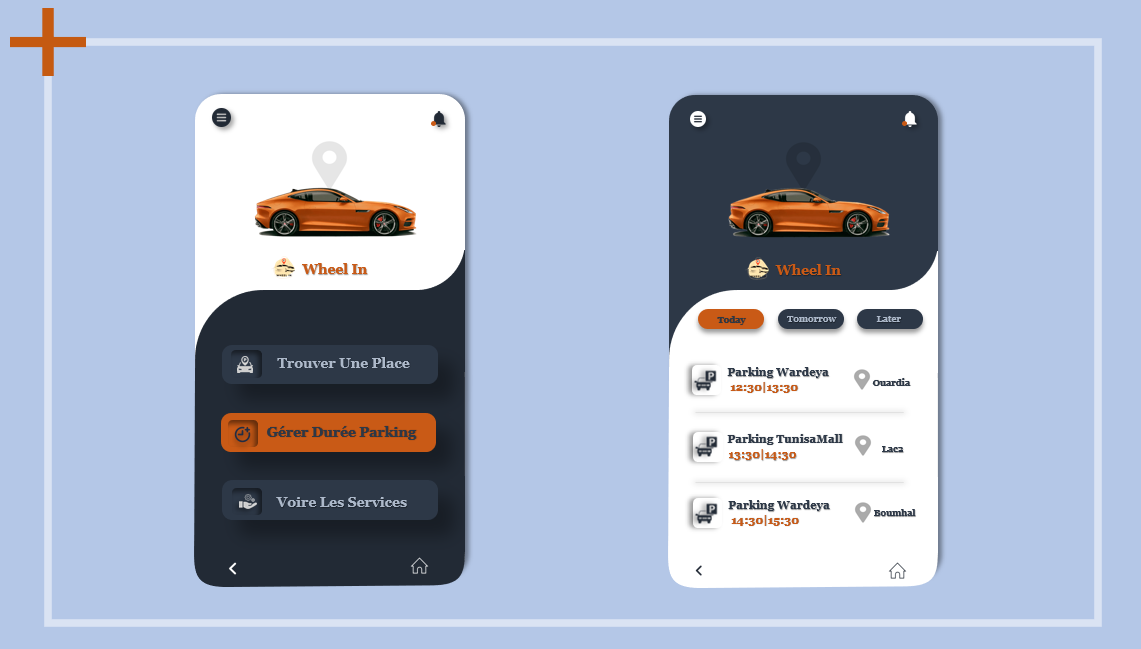 Wheel In
Trouver Une Place
Gérer Durée Parking
Voire Les Services
Wheel In
Today
Tomorrow
Later
Parking Wardeya
12:30|13:30
Ouardia
Parking TunisaMall
13:30|14:30
Lac2
Parking Wardeya
14:30|15:30
Boumhal